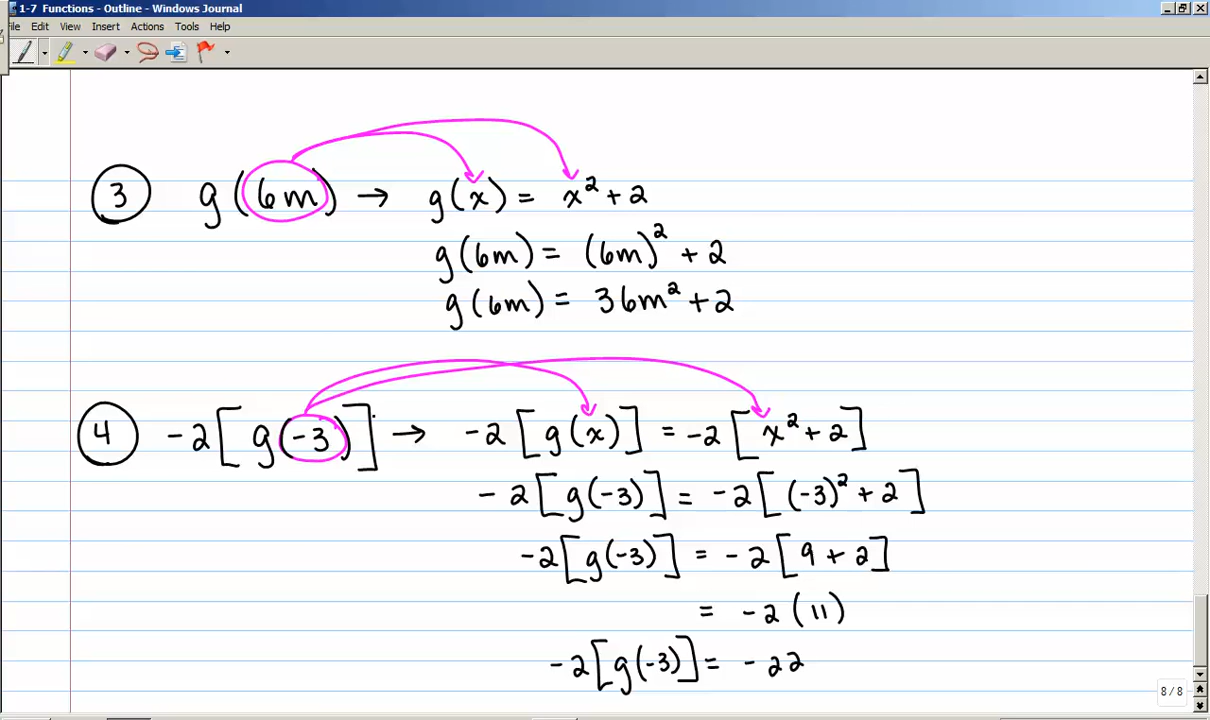 1-7 Functions - Outline - Windows Journal
File Edit View Insert Actions Tools Help
3 g(6m) → g(x) = x² + 2
g(6m) = (6m)² + 2
g(6m) = 36m² + 2
4 -2[g(-3)] → -2[g(x)] = -2[x² + 2]
-2[g(-3)] = -2[(-3)² + 2]
-2[g(-3)] = -2[9 + 2]
= -2(11)
-2[g(-3)] = -22
8/8